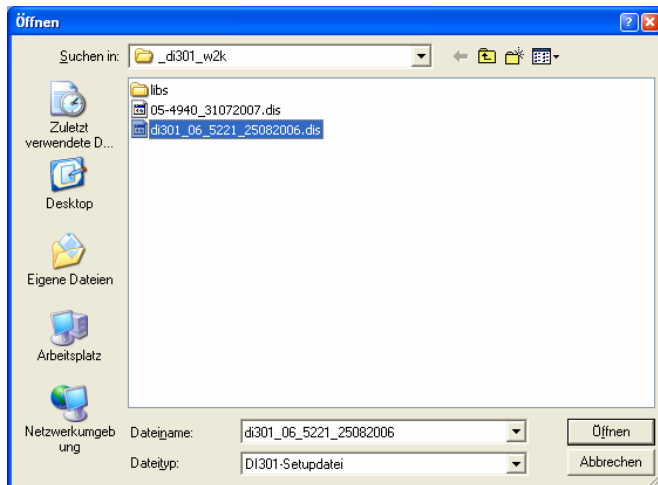 Öffnen
Suchen in:
_di301_w2k
libs
05-4940_31072007.dis
di301_06_5221_25082006.dis
Zuletzt
verwendete D...
Desktop
Eigene Dateien
Arbeitsplatz
Netzwerkumgeb
ung
Dateiname:
di301_06_5221_25082006
Öffnen
Dateityp:
DI301-Setupdatei
Abbrechen